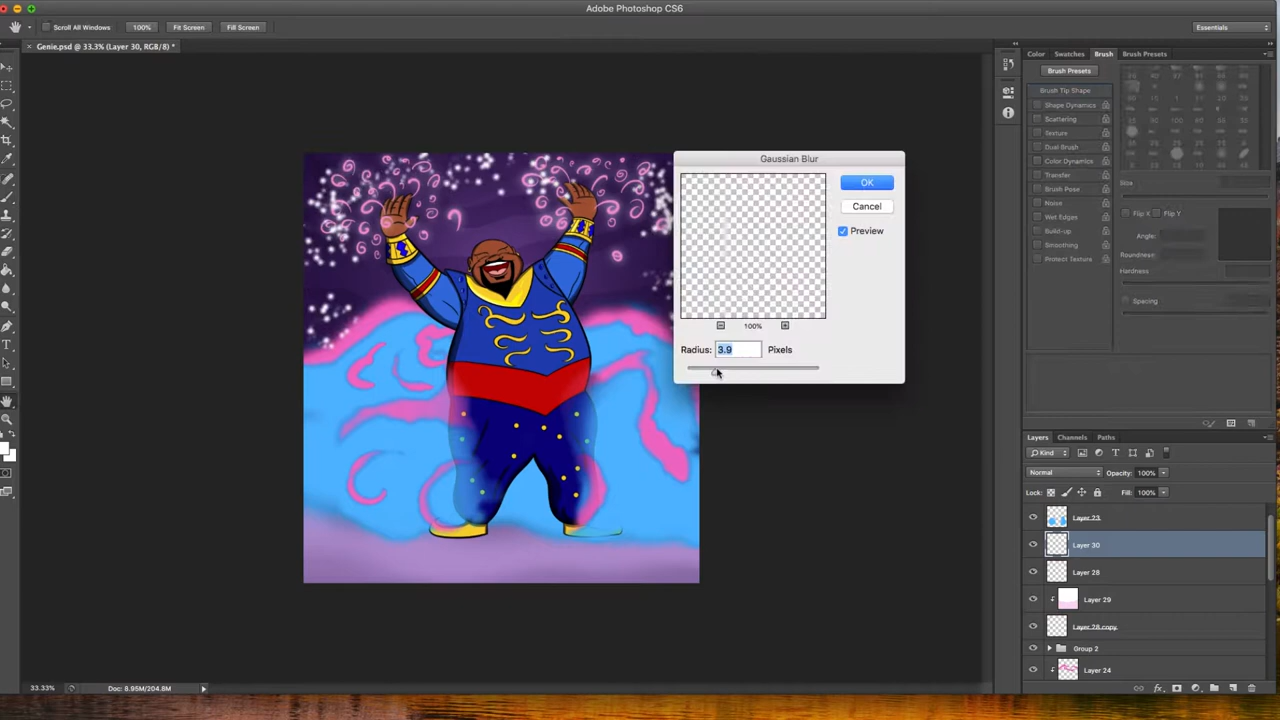 Adobe Photoshop CS6
Scroll All Windows 100% Fit Screen Fill Screen Essentials
× Genie.psd @ 33.3% (Layer 30, RGB/8) *
Color Swatches Brush Brush Presets
Brush Presets
Brush Tip Shape
Shape Dynamics
Scattering
Texture
Dual Brush
Color Dynamics
Transfer
Brush Pose
Noise
Wet Edges
Build-up
Smoothing
Protect Texture
Size
Flip X Flip Y
Angle:
Roundness:
Hardness
Spacing
Gaussian Blur
OK
Cancel
Preview
100%
Radius: 3.9 Pixels
Layers Channels Paths
Kind
Normal Opacity: 100%
Lock: Fill: 100%
Layer 23
Layer 30
Layer 28
Layer 29
Layer 28 copy
Group 2
Layer 24
33.33% Doc: 8.95M/204.8M